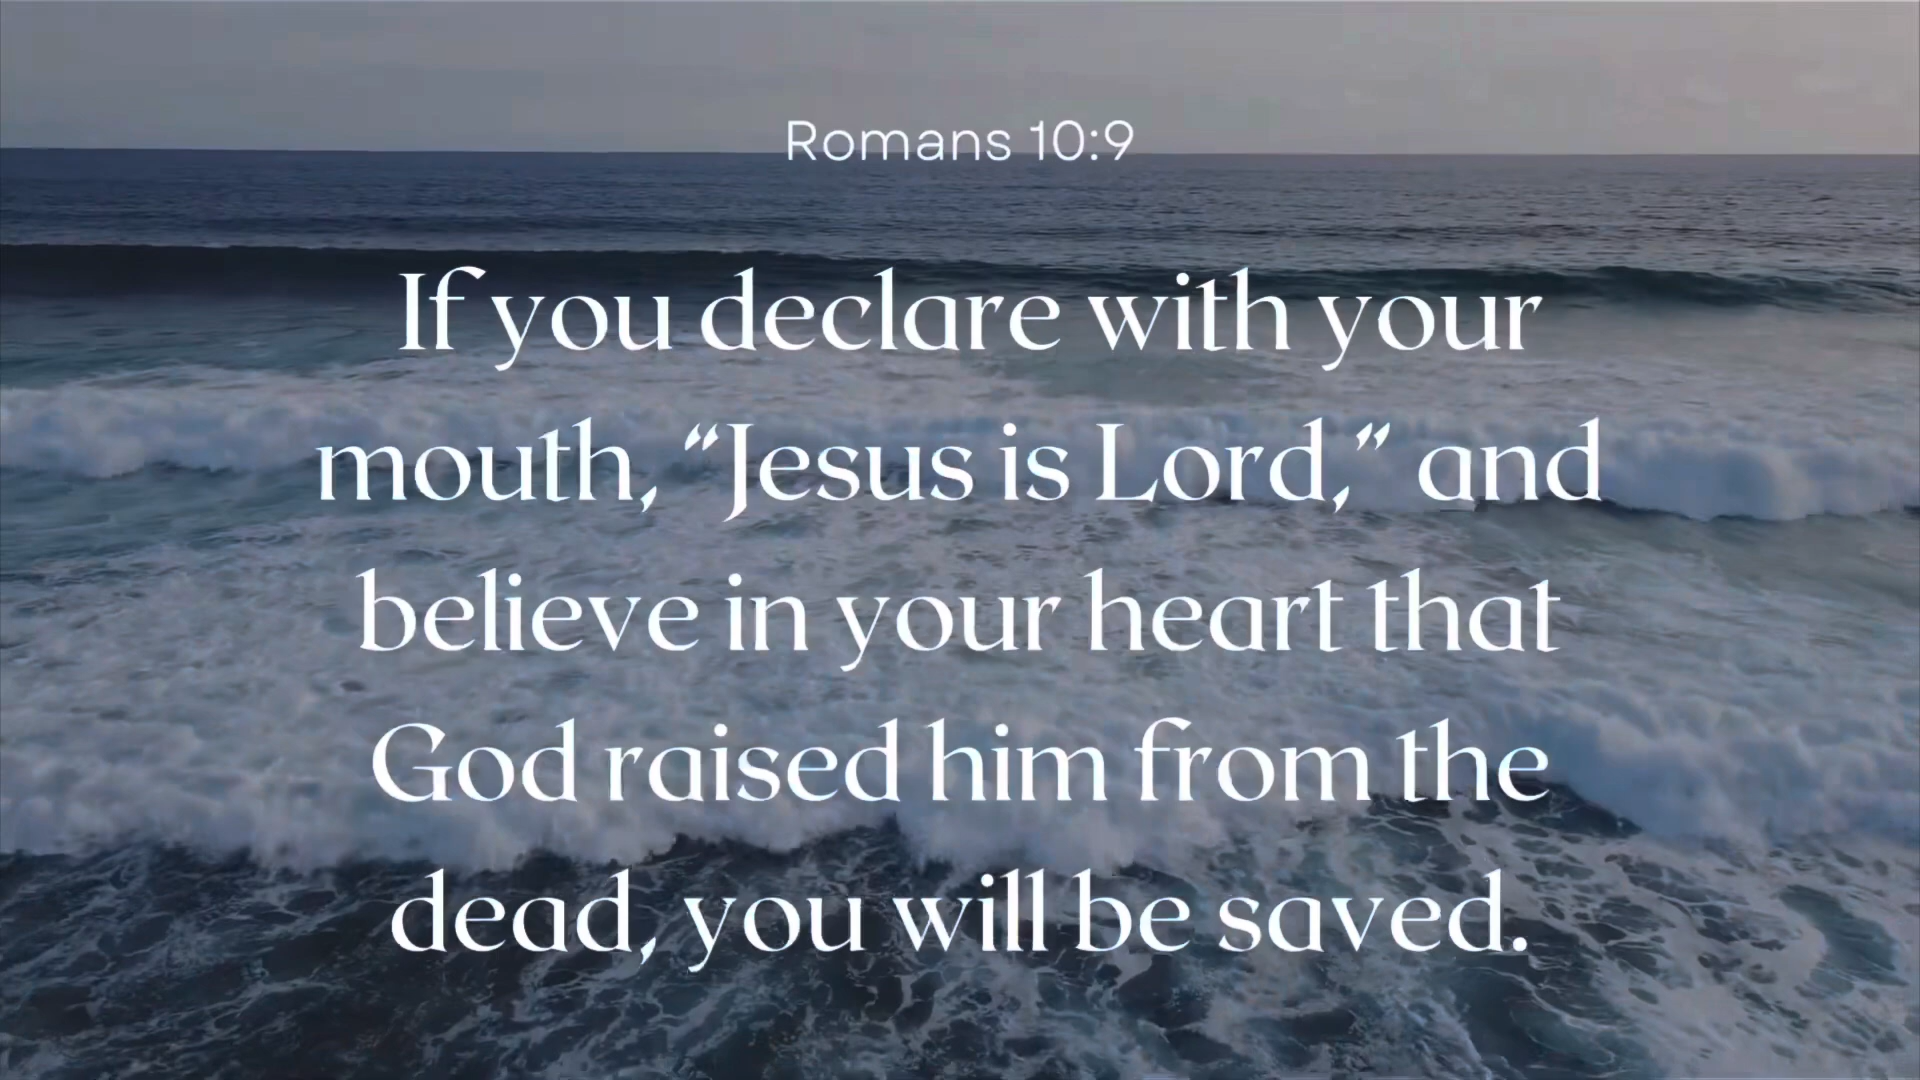 Romans 10:9
If you declare with your
mouth, “Jesus is Lord,” and
believe in your heart that
God raised him from the
dead, you will be saved.